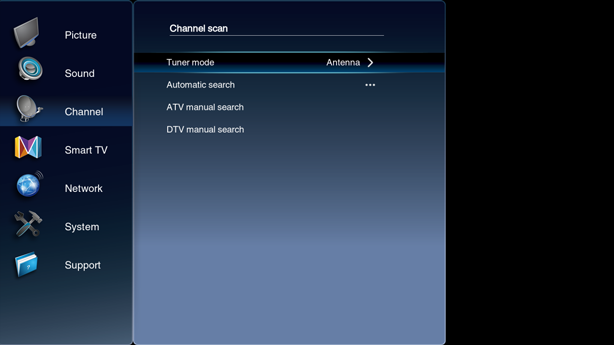 Picture
Sound
Channel
Smart TV
Network
System
Support
Channel scan
Tuner mode Antenna
Automatic search ...
ATV manual search
DTV manual search